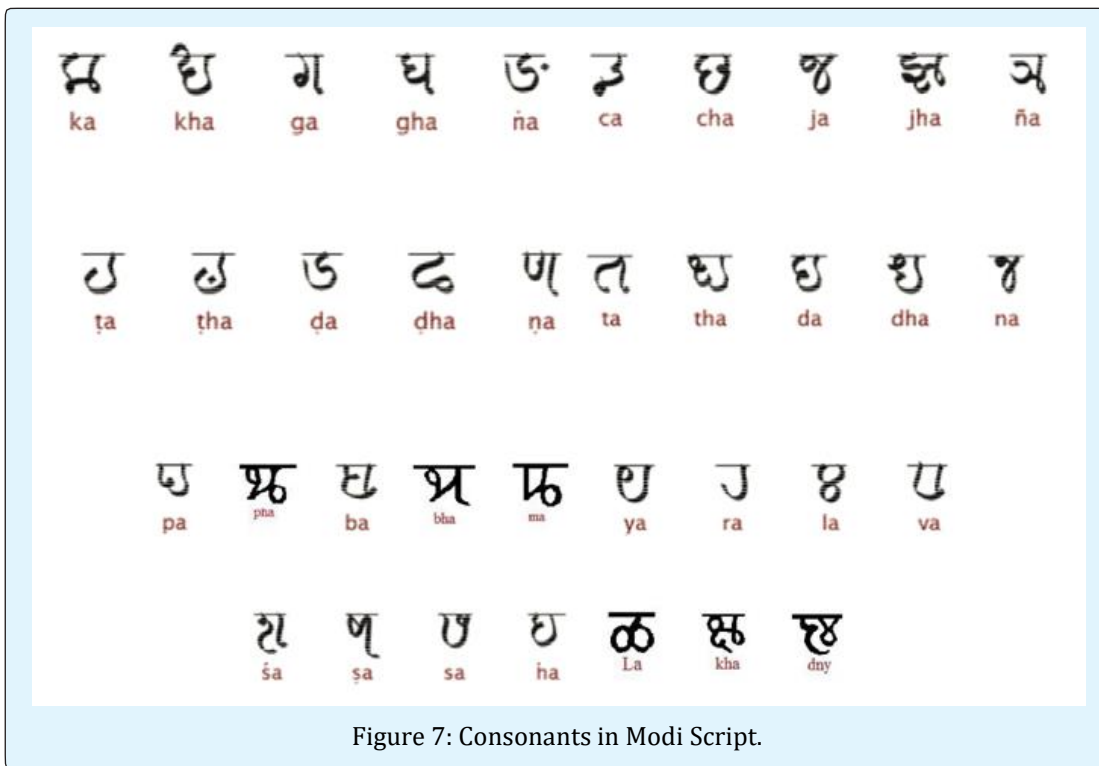 𑘎 𑘏 𑘐 𑘑 𑘒 𑘓 𑘔 𑘕 𑘖 𑘗
ka kha ga gha ṅa ca cha ja jha ña
𑘘 𑘙 𑘚 𑘛 𑘜 𑘝 𑘞 𑘟 𑘠 𑘡
ṭa ṭha ḍa ḍha ṇa ta tha da dha na
𑘢 𑘣 𑘤 𑘥 𑘦 𑘧 𑘨 𑘩 𑘪
pa pha ba bha ma ya ra la va
𑘫 𑘬 𑘭 𑘮 𑘯 𑘎𑘿𑘬 𑘕𑘿𑘗
śa ṣa sa ha La kha dny
Figure 7: Consonants in Modi Script.